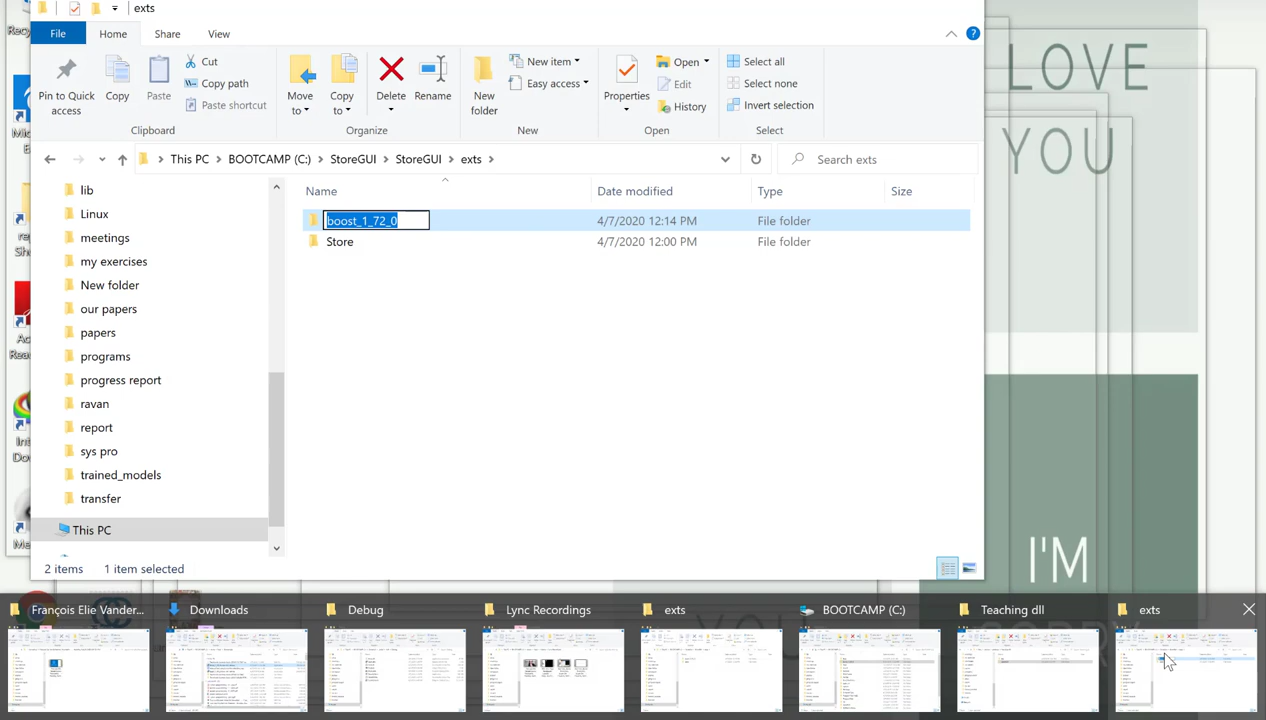 exts
File Home Share View
Pin to Quick access
Copy
Paste
Cut
Copy path
Paste shortcut
Clipboard
Move to
Copy to
Delete
Rename
Organize
New folder
New item
Easy access
New
Properties
Open
Edit
History
Open
Select all
Select none
Invert selection
Select
This PC BOOTCAMP (C:) StoreGUI StoreGUI exts
Search exts
Name Date modified Type Size
boost_1_72_0 4/7/2020 12:14 PM File folder
Store 4/7/2020 12:00 PM File folder
lib
Linux
meetings
my exercises
New folder
our papers
papers
programs
progress report
ravan
report
sys pro
trained_models
transfer
This PC
2 items 1 item selected
LOVE
YOU
I'M
François Elie Vander... Downloads Debug Lync Recordings exts BOOTCAMP (C:) Teaching dll exts